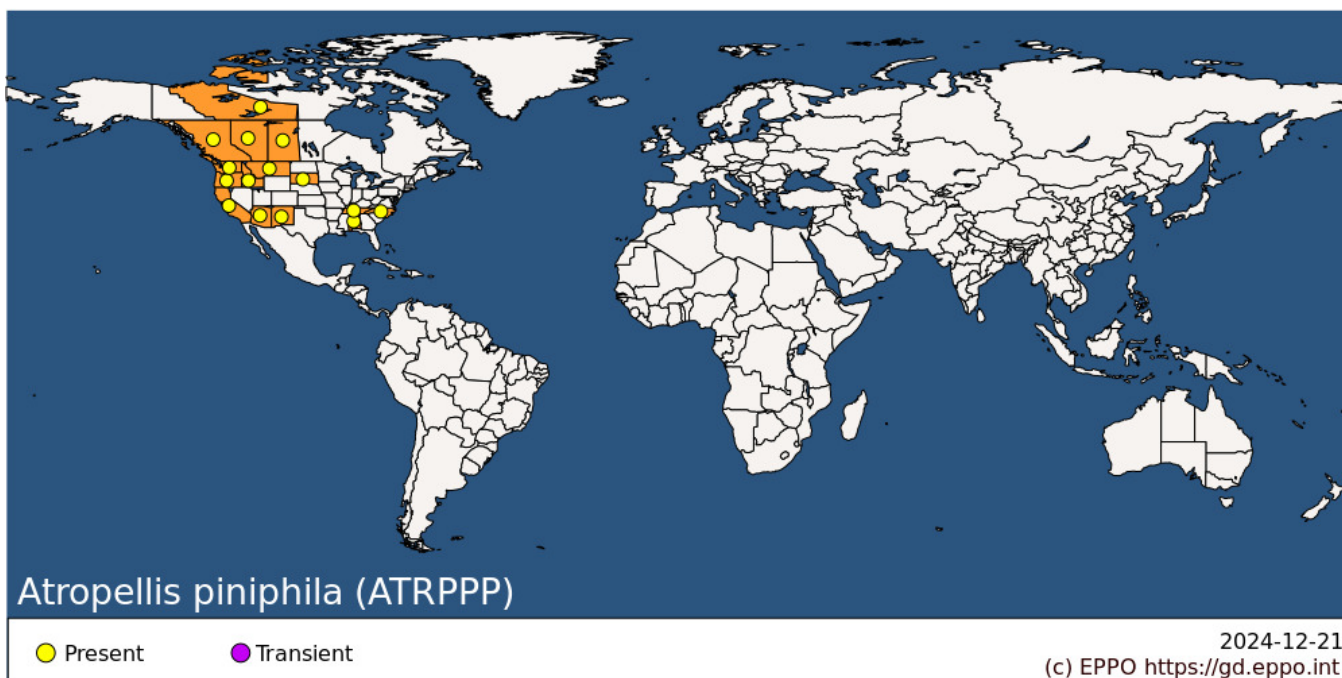 Atropellis piniphila (ATRPPP)
Present
Transient
2024-12-21
(c) EPPO https://gd.eppo.int